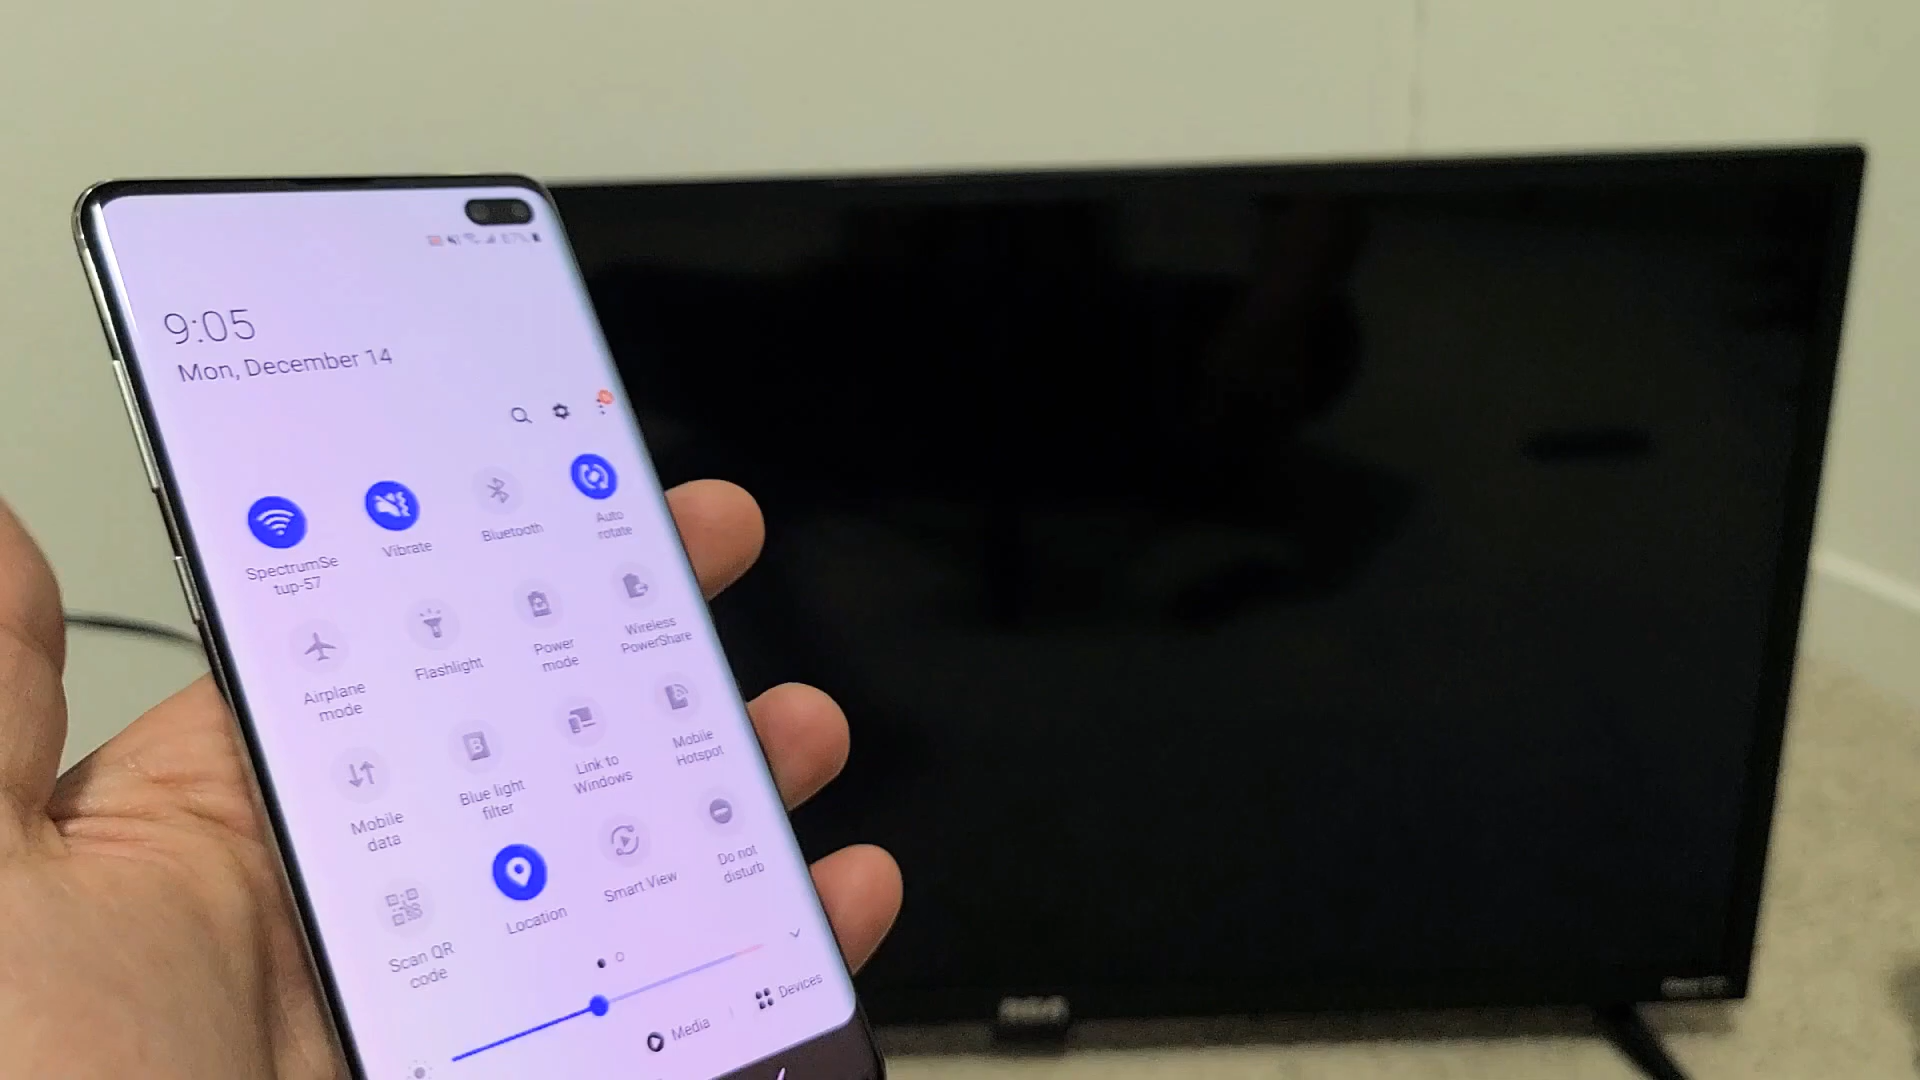 87%
9:05
Mon, December 14
SpectrumSe
tup-57
Vibrate
Bluetooth
Auto
rotate
Airplane
mode
Flashlight
Power
mode
Wireless
PowerShare
Mobile
data
Blue light
filter
Link to
Windows
Mobile
Hotspot
Scan QR
code
Location
Smart View
Do not
disturb
Media
Devices
RCA